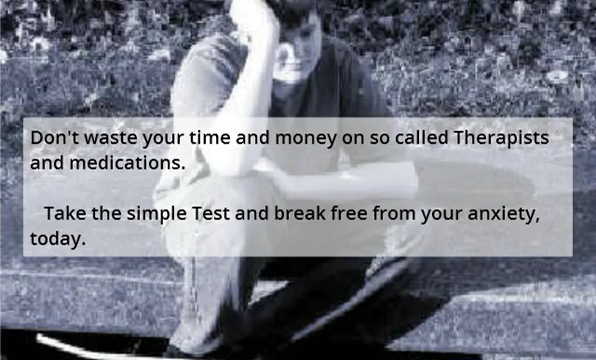 Don't waste your time and money on so called Therapists
and medications.
Take the simple Test and break free from your anxiety,
today.